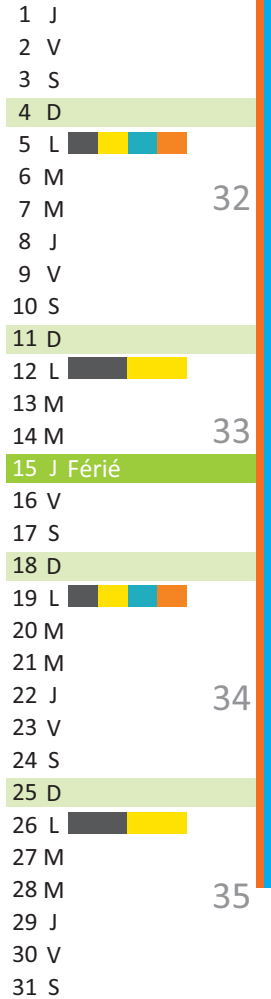 1 J
2 V
3 S
4 D
5 L
6 M
32
7 M
8 J
9 V
10 S
11 D
12 L
13 M
14 M 33
15 J Férié
16 V
17 S
18 D
19 L
20 M
21 M
22 J 34
23 V
24 S
25 D
26 L
27 M
28 M 35
29 J
30 V
31 S